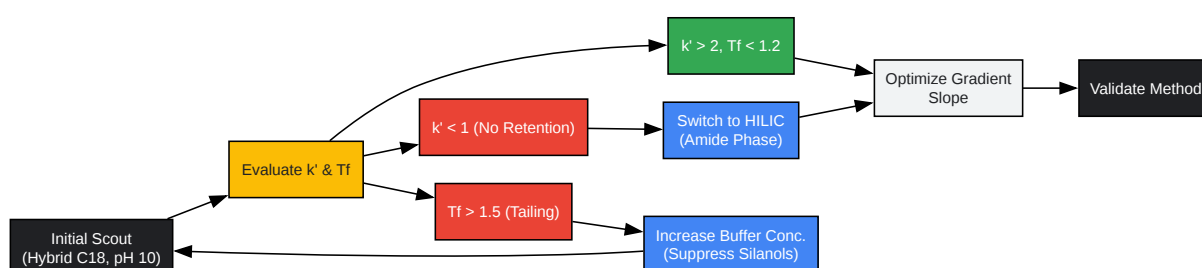 Initial Scout
(Hybrid C18, pH 10)
Evaluate k' & Tf
k' > 2, Tf < 1.2
k' < 1 (No Retention)
Tf > 1.5 (Tailing)
Switch to HILIC
(Amide Phase)
Increase Buffer Conc.
(Suppress Silanols)
Optimize Gradient
Slope
Validate Method